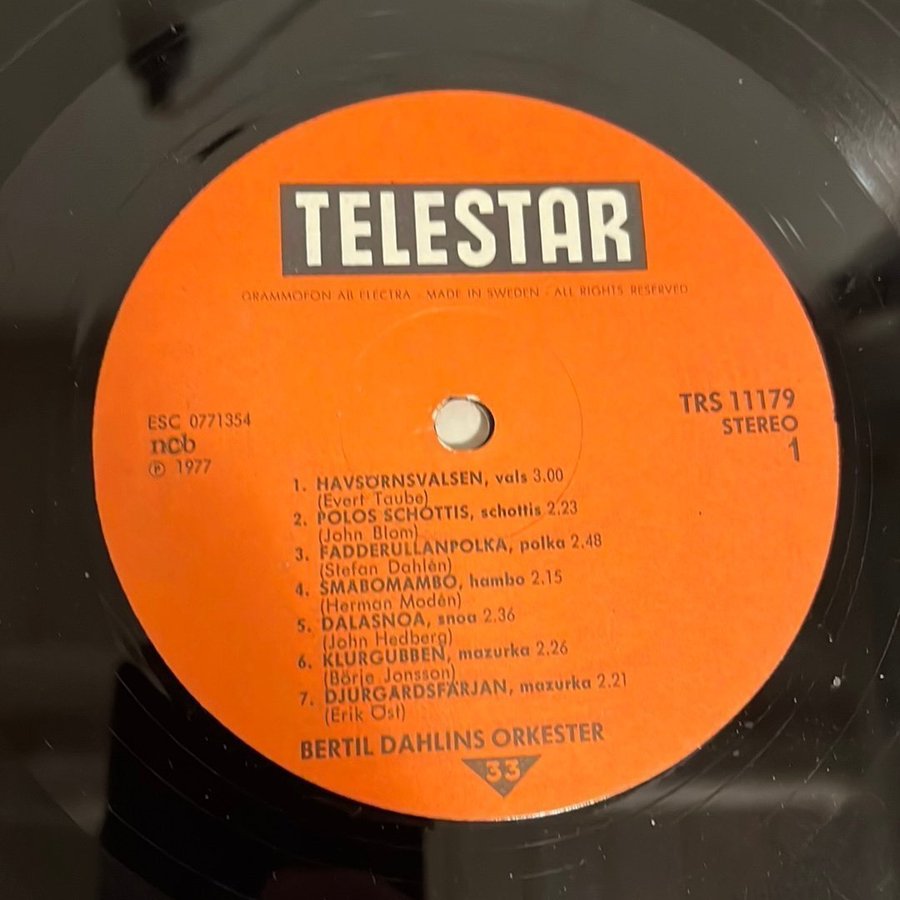 TELESTAR
GRAMMOFON AB ELECTRA · MADE IN SWEDEN · ALL RIGHTS RESERVED
ESC 0771354
ncb
℗ 1977
TRS 11179
STEREO
1
1. HAVSÖRNSVALSEN, vals 3.00
(Evert Taube)
2. POLOS SCHOTTIS, schottis 2.23
(John Blom)
3. FADDERULLANPOLKA, polka 2.48
(Stefan Dahlén)
4. SMABOMAMBO, hambo 2.15
(Herman Modén)
5. DALASNOA, snoa 2.36
(John Hedberg)
6. KLURGUBBEN, mazurka 2.26
(Börje Jonsson)
7. DJURGÅRDSFÄRJAN, mazurka 2.21
(Erik Öst)
BERTIL DAHLINS ORKESTER
33